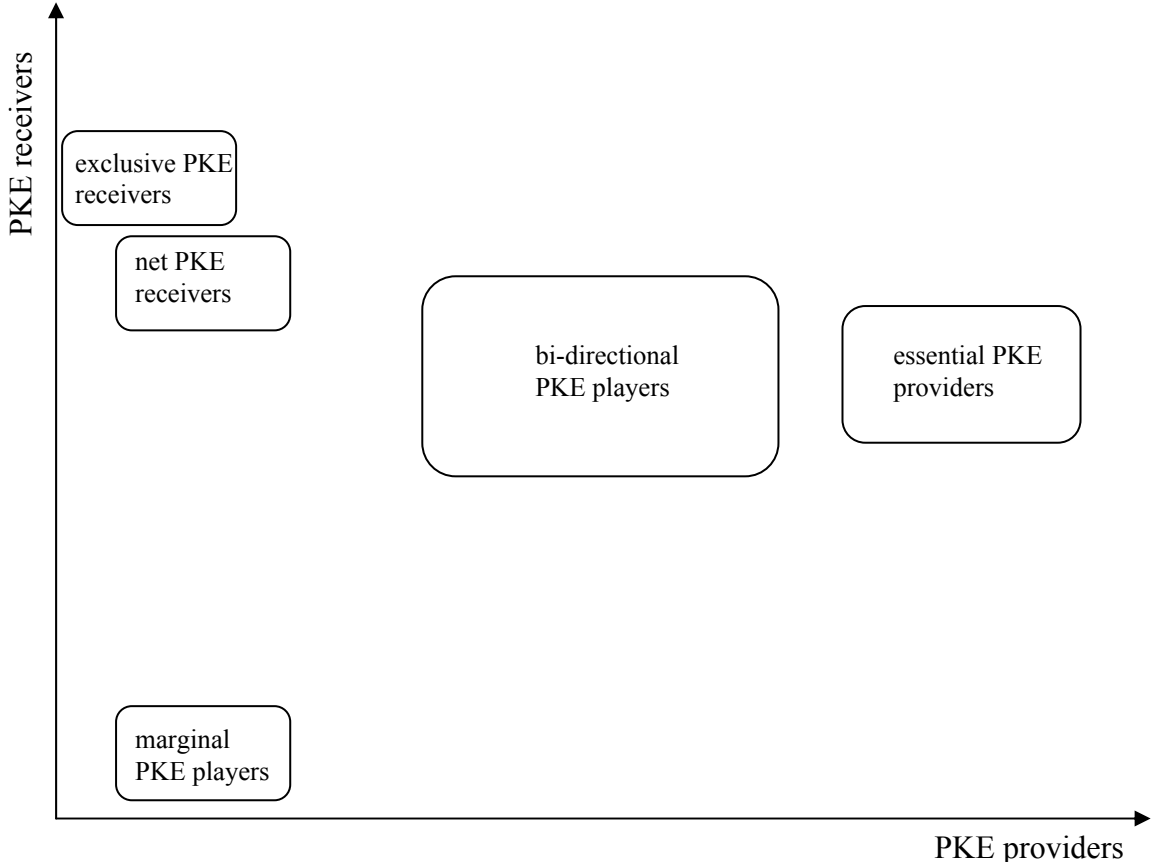 PKE receivers
exclusive PKE
receivers
net PKE
receivers
bi-directional
PKE players
essential PKE
providers
marginal
PKE players
PKE providers